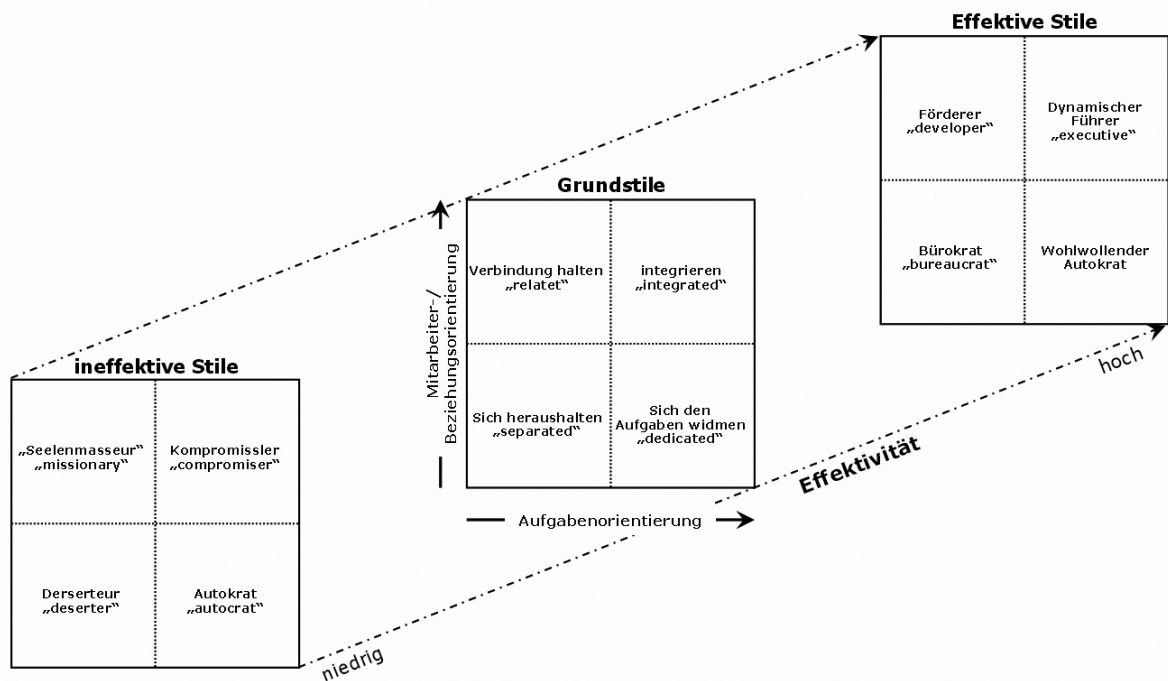 Effektive Stile
Förderer
„developer“
Dynamischer
Führer
„executive“
Bürokrat
„bureaucrat“
Wohlwollender
Autokrat
Grundstile
Mitarbeiter-/
Beziehungsorientierung
Verbindung halten
„relatet“
integrieren
„integrated“
Sich heraushalten
„separated“
Sich den
Aufgaben widmen
„dedicated“
Aufgabenorientierung
ineffektive Stile
„Seelenmasseur“
„missionary“
Kompromissler
„compromiser“
Derserteur
„deserter“
Autokrat
„autocrat“
niedrig
Effektivität
hoch